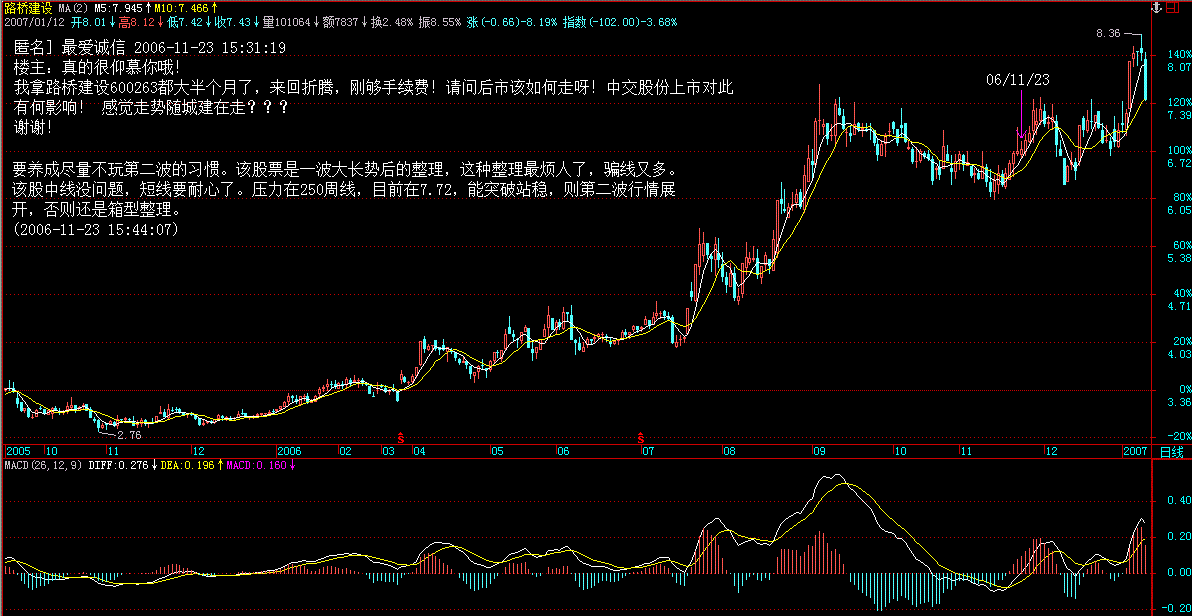 路桥建设 MA(2) M5:7.945↑M10:7.466↑
2007/01/12 开8.01↓高8.12↓低7.42↓收7.43↓量101064↓额7837↓换2.48% 振8.55% 涨(-0.66)-8.19% 指数(-102.00)-3.68%
匿名] 最爱诚信 2006-11-23 15:31:19
楼主：真的很仰慕你哦！
我拿路桥建设600263都大半个月了，来回折腾，刚够手续费！请问后市该如何走呀！中交股份上市对此
有何影响！ 感觉走势随城建在走？？？
谢谢！
要养成尽量不玩第二波的习惯。该股票是一波大长势后的整理，这种整理最烦人了，骗线又多。
该股中线没问题，短线要耐心了。压力在250周线，目前在7.72，能突破站稳，则第二波行情展
开，否则还是箱型整理。
(2006-11-23 15:44:07)
8.36
06/11/23
140%
8.07
120%
7.39
100%
6.72
80%
6.05
60%
5.38
40%
4.71
20%
4.03
0%
3.36
-20%
2.76
2005 10 11 12 2006 02 03 04 05 06 07 08 09 10 11 12 2007 日线
MACD(26,12,9) DIFF:0.276↓DEA:0.196↑MACD:0.160↓
0.40
0.20
0.00
-0.20